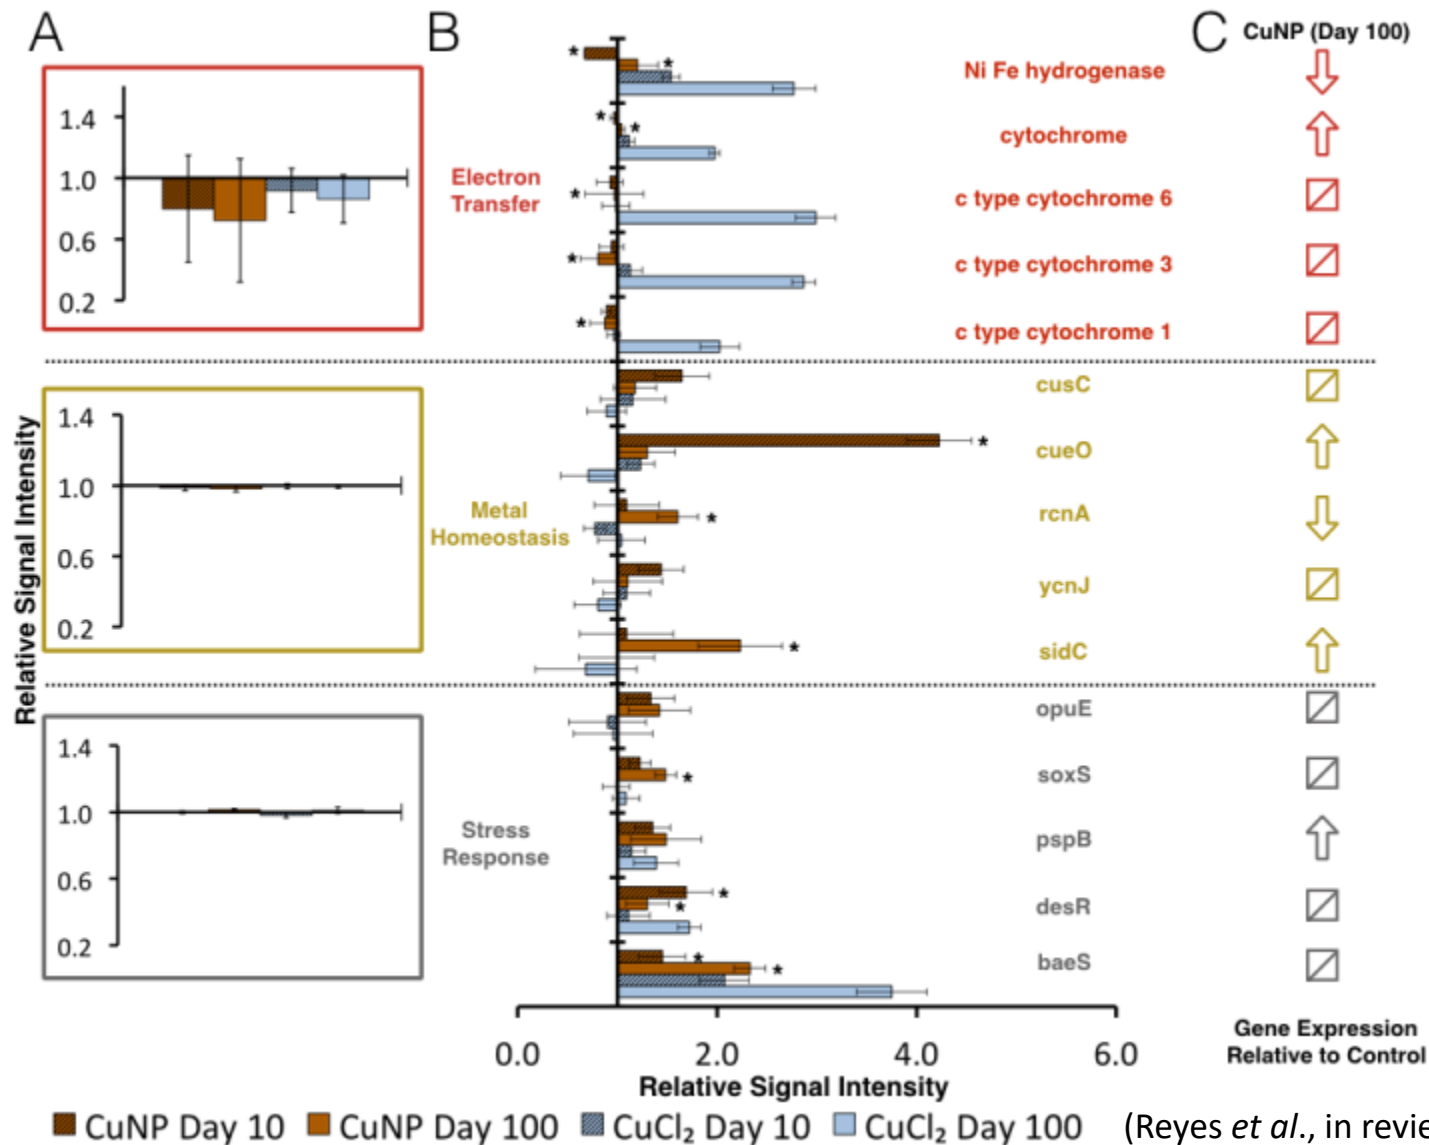 A
B
C
CuNP (Day 100)
Relative Signal Intensity
1.4
1.0
0.6
0.2
Electron
Transfer
*
*
*
*
*
*
*
Ni Fe hydrogenase
cytochrome
c type cytochrome 6
c type cytochrome 3
c type cytochrome 1
1.4
1.0
0.6
0.2
Metal
Homeostasis
*
*
*
cusC
cueO
rcnA
ycnJ
sidC
1.4
1.0
0.6
0.2
Stress
Response
*
*
*
*
*
opuE
soxS
pspB
desR
baeS
0.0 2.0 4.0 6.0
Relative Signal Intensity
Gene Expression
Relative to Control
CuNP Day 10 CuNP Day 100 CuCl₂ Day 10 CuCl₂ Day 100
(Reyes et al., in revie